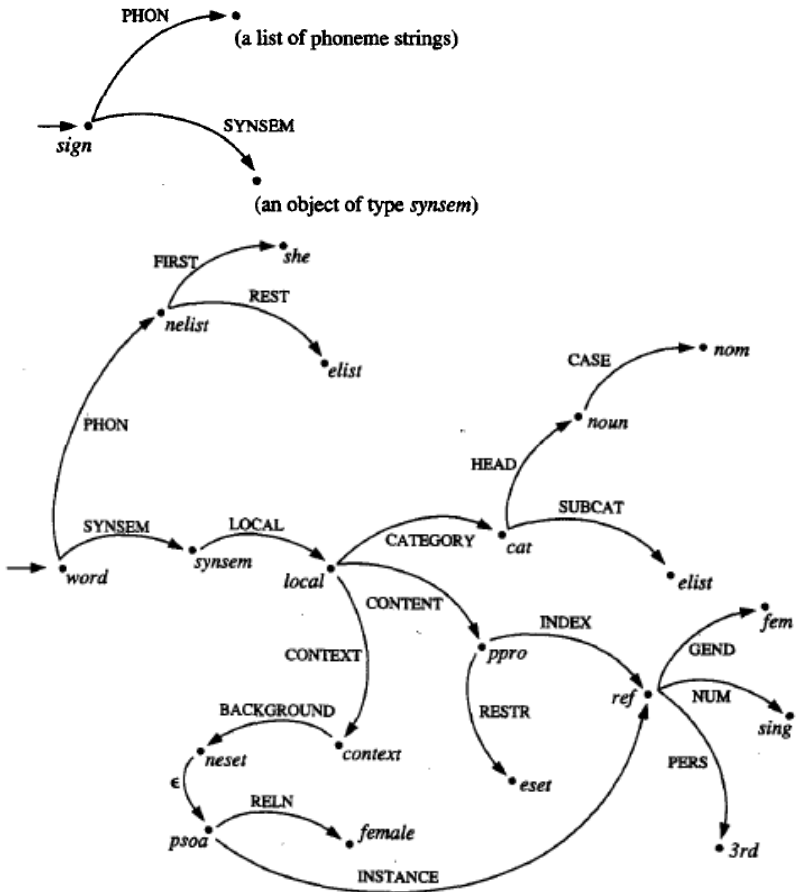 PHON
(a list of phoneme strings)
sign
SYNSEM
(an object of type synsem)
FIRST
she
REST
nelist
elist
PHON
CASE
nom
noun
HEAD
SUBCAT
SYNSEM
LOCAL
CATEGORY
cat
word
synsem
local
elist
CONTENT
INDEX
fem
GEND
CONTEXT
ppro
ref
NUM
RESTR
sing
BACKGROUND
PERS
neset
context
eset
ϵ
RELN
psoa
female
3rd
INSTANCE